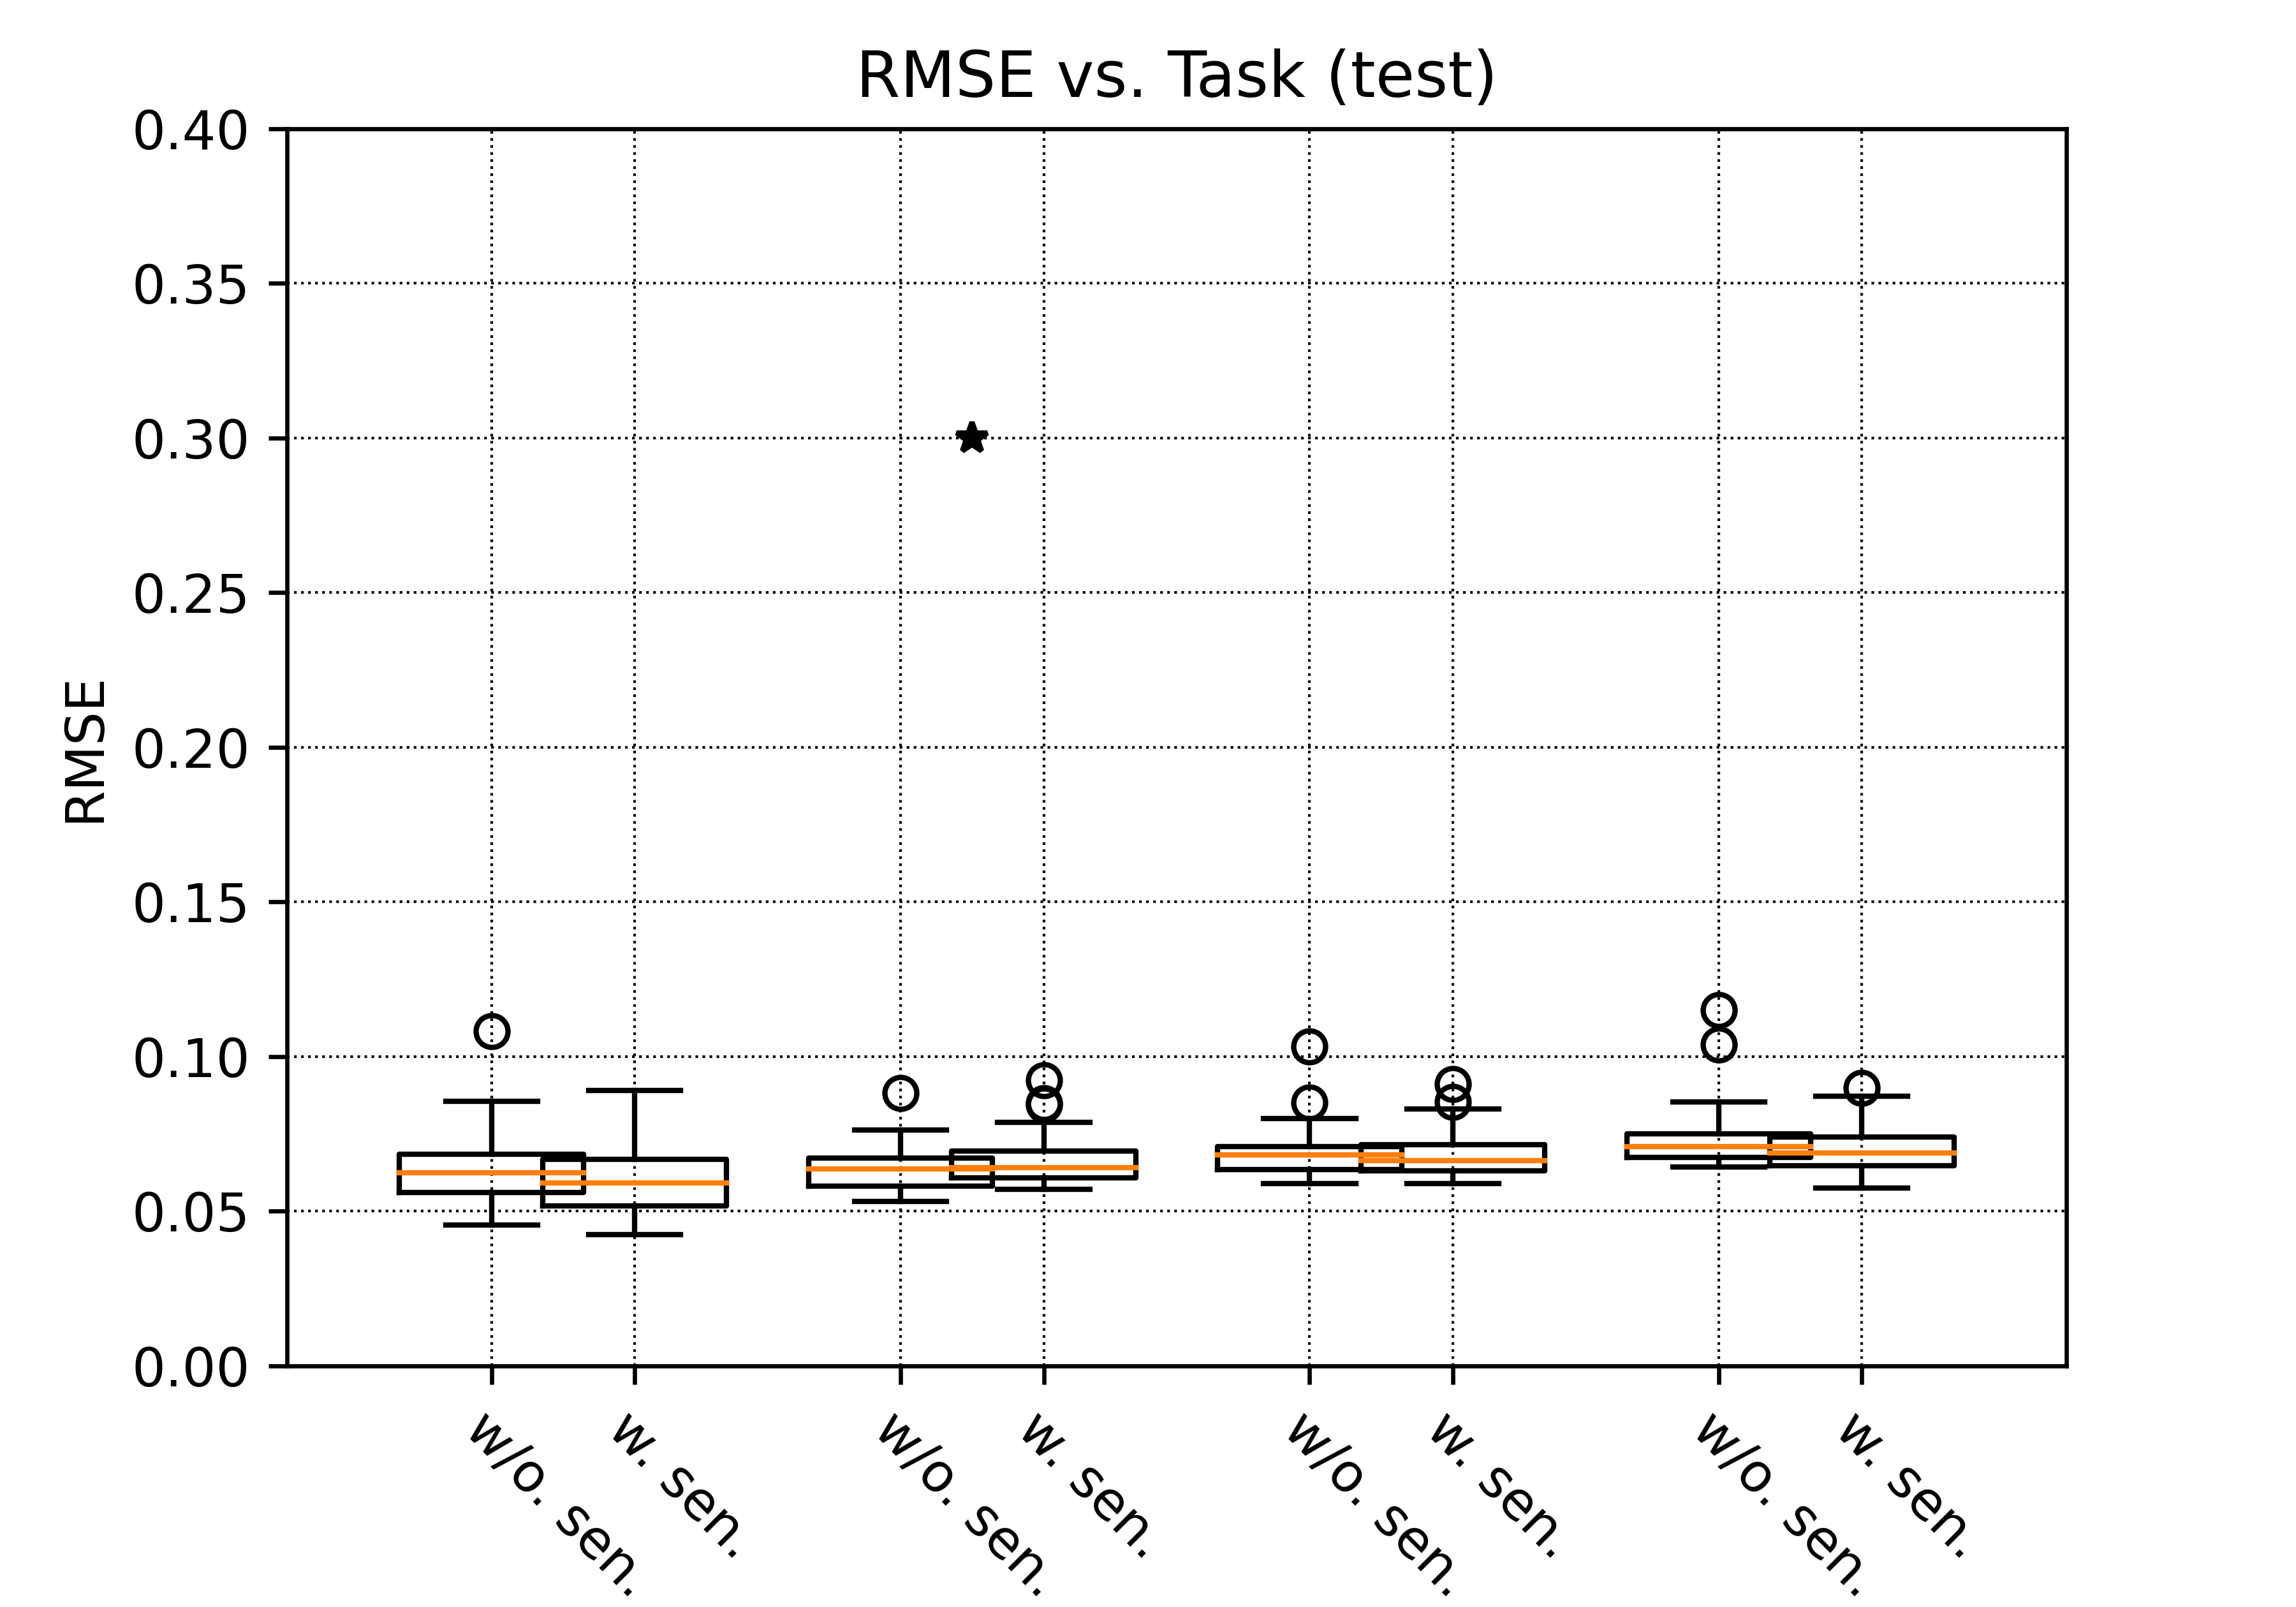 RMSE vs. Task (test)
RMSE
0.40
0.35
0.30
0.25
0.20
0.15
0.10
0.05
0.00
w/o. sen.
w. sen.
w/o. sen.
w. sen.
w/o. sen.
w. sen.
w/o. sen.
w. sen.